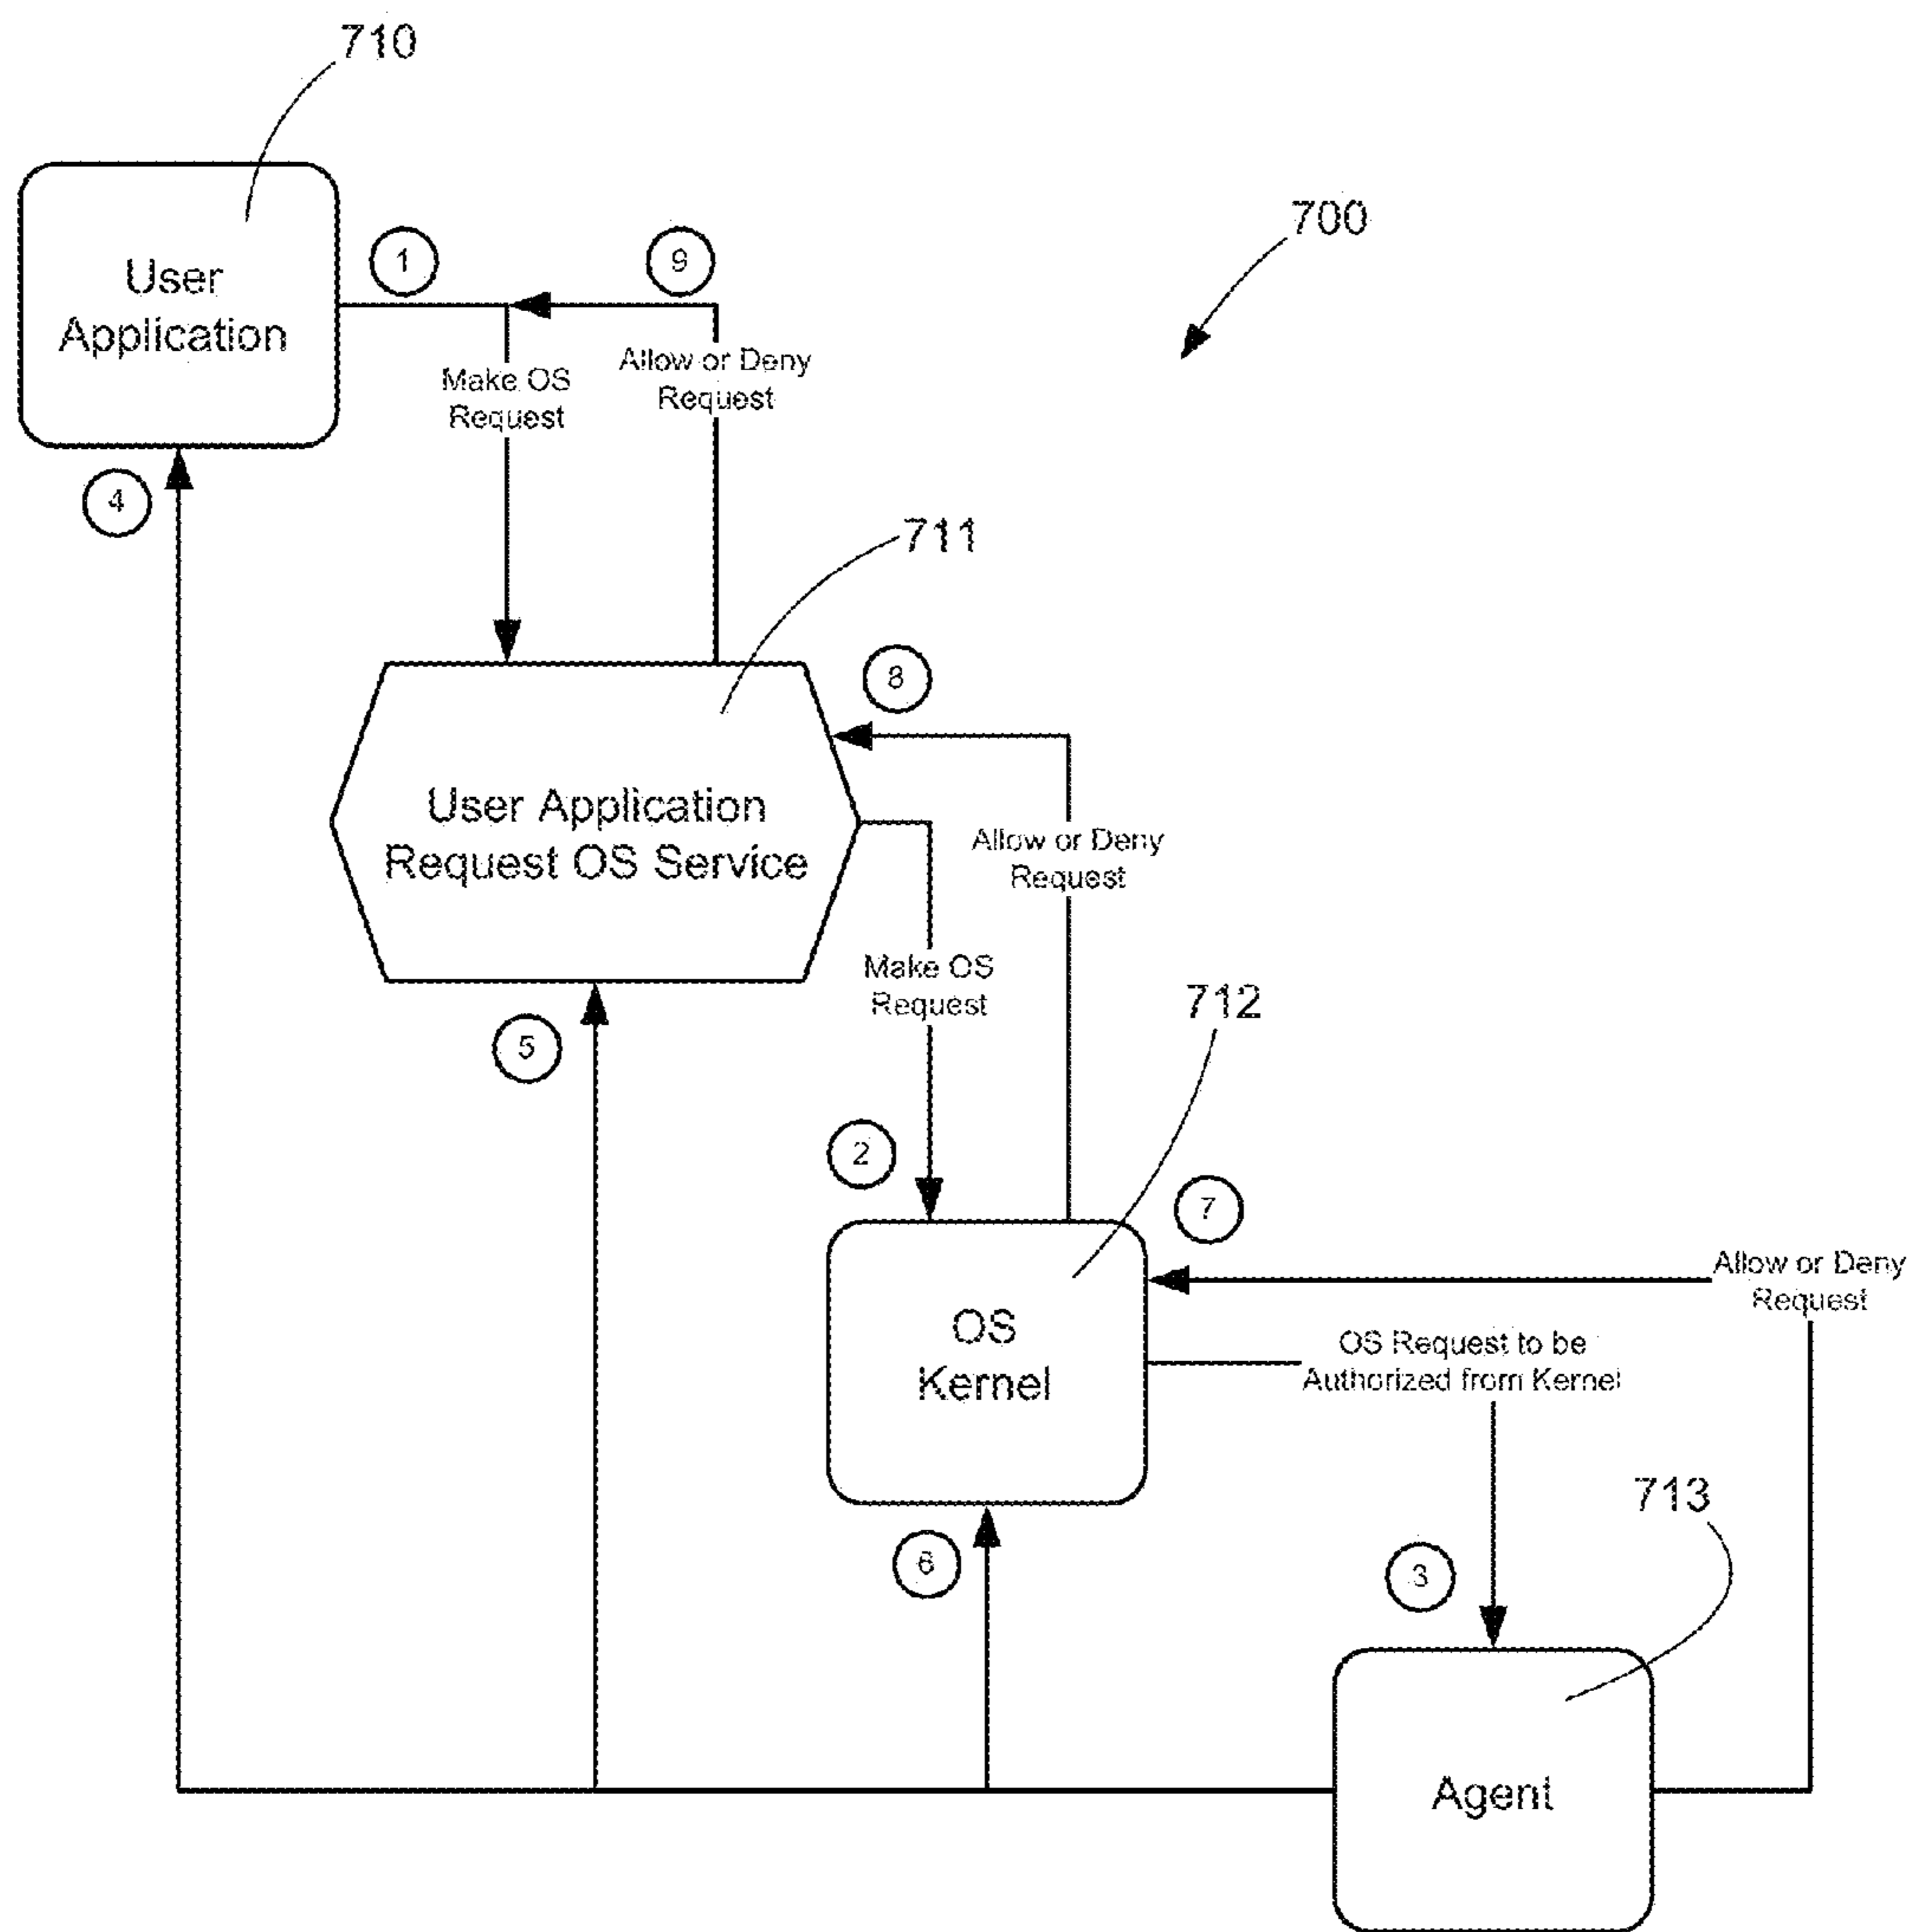 710
700
1
9
User
Application
Make OS
Request
Allow or Deny
Request
4
711
8
User Application
Request OS Service
Allow or Deny
Request
Make OS
Request
712
5
2
7
Allow or Deny
Request
OS
Kernel
OS Request to be
Authorized from Kernel
713
6
3
Agent